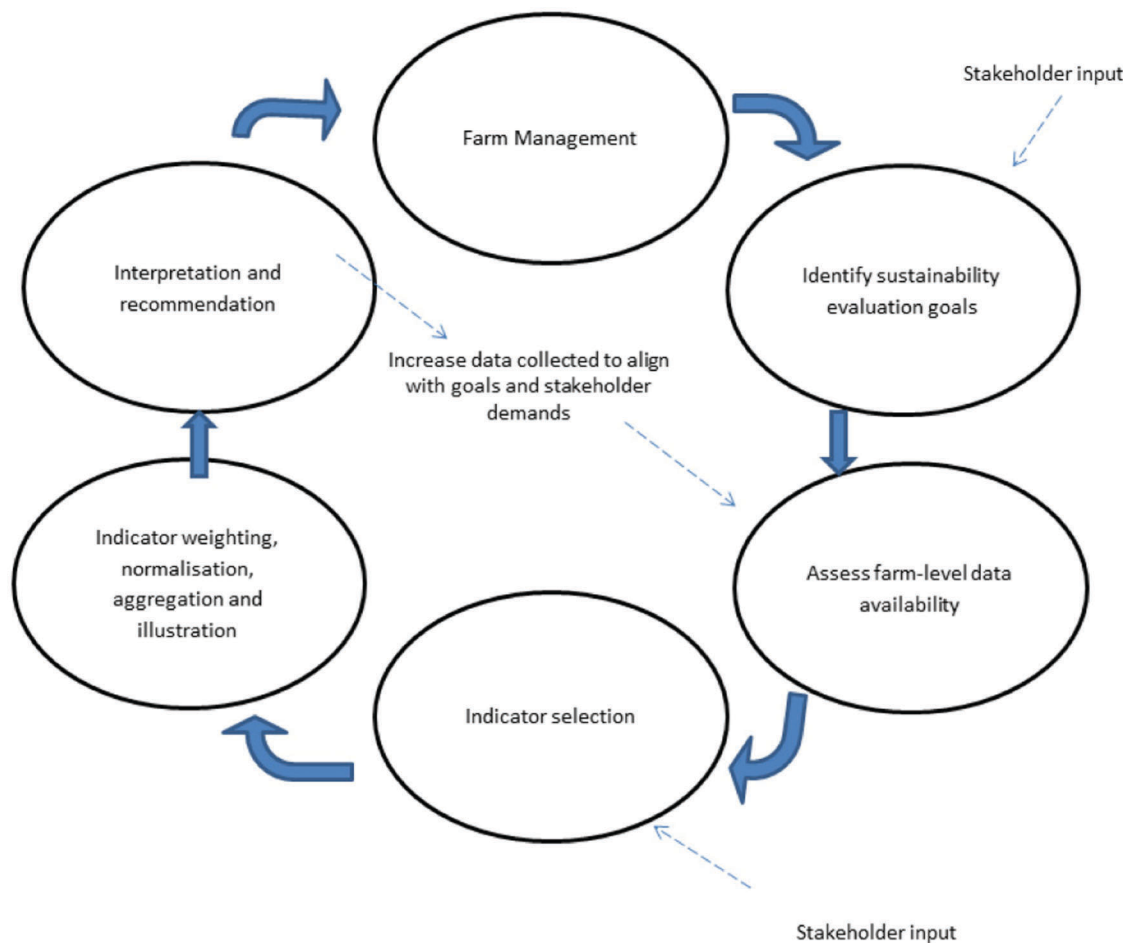 Farm Management
Stakeholder input
Identify sustainability
evaluation goals
Interpretation and
recommendation
Increase data collected to align
with goals and stakeholder
demands
Assess farm-level data
availability
Indicator weighting,
normalisation,
aggregation and
illustration
Indicator selection
Stakeholder input